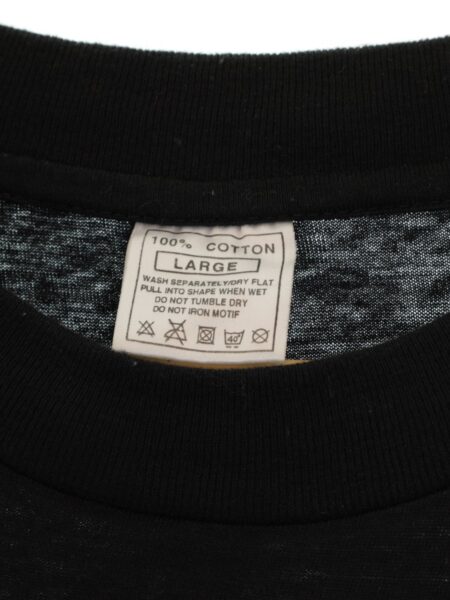 100% COTTON
LARGE
WASH SEPARATELY/DRY FLAT
PULL INTO SHAPE WHEN WET
DO NOT TUMBLE DRY
DO NOT IRON MOTIF
40°